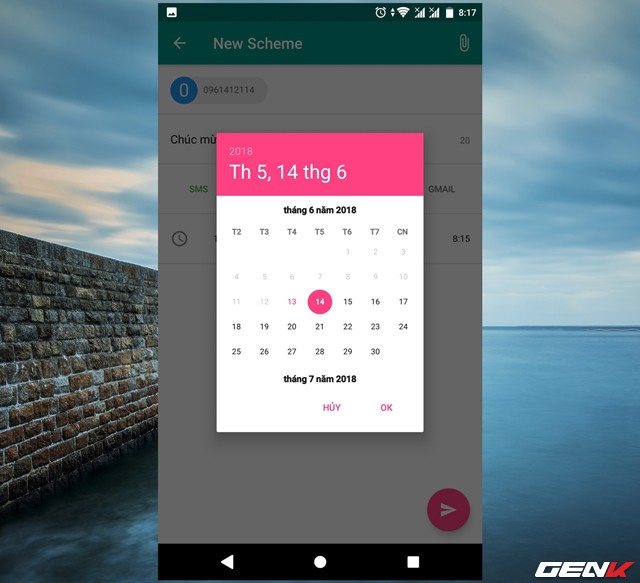 8:17
New Scheme
0 0961412114
Chúc mừ
20
2018
Th 5, 14 thg 6
SMS
GMAIL
tháng 6 năm 2018
T2 T3 T4 T5 T6 T7 CN
1 2 3
4 5 6 7 8 9 10
8:15
11 12 13 14 15 16 17
18 19 20 21 22 23 24
25 26 27 28 29 30
tháng 7 năm 2018
HỦY OK
GENK